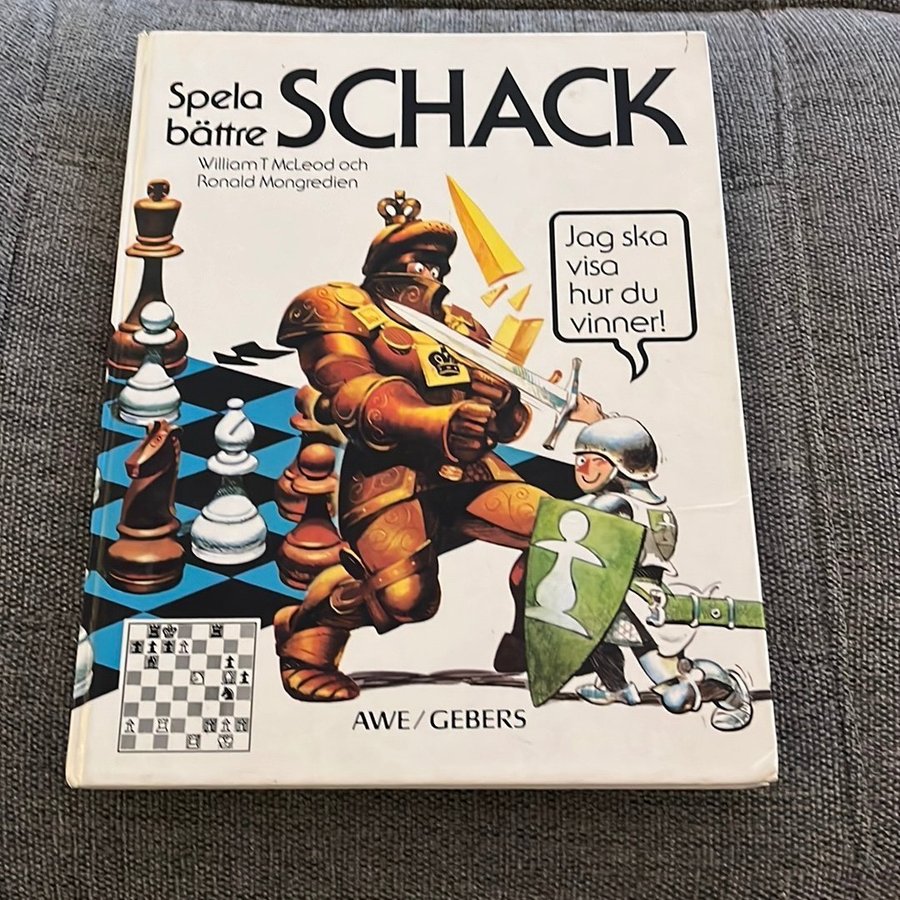 Spela
bättre SCHACK
William T McLeod och
Ronald Mongredien
Jag ska
visa
hur du
vinner!
AWE/GEBERS